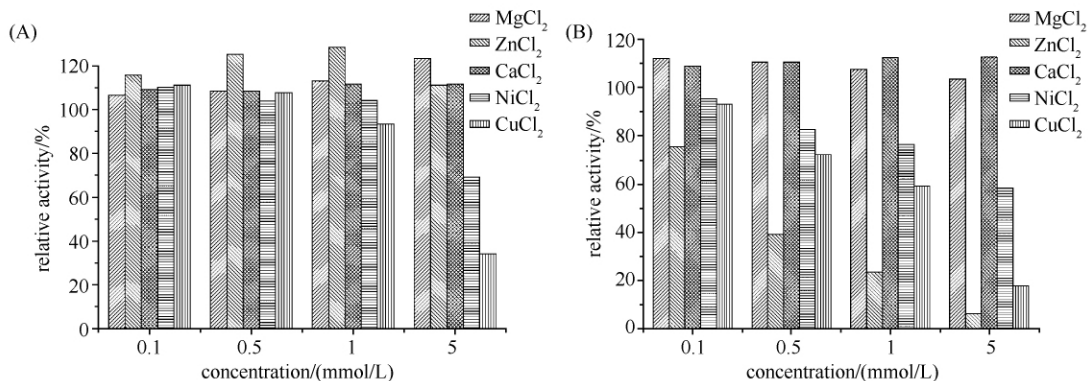 (A)
MgCl2
ZnCl2
CaCl2
NiCl2
CuCl2
relative activity/%
120
100
80
60
40
20
0
0.1 0.5 1 5
concentration/(mmol/L)
(B)
MgCl2
ZnCl2
CaCl2
NiCl2
CuCl2
relative activity/%
120
100
80
60
40
20
0
0.1 0.5 1 5
concentration/(mmol/L)